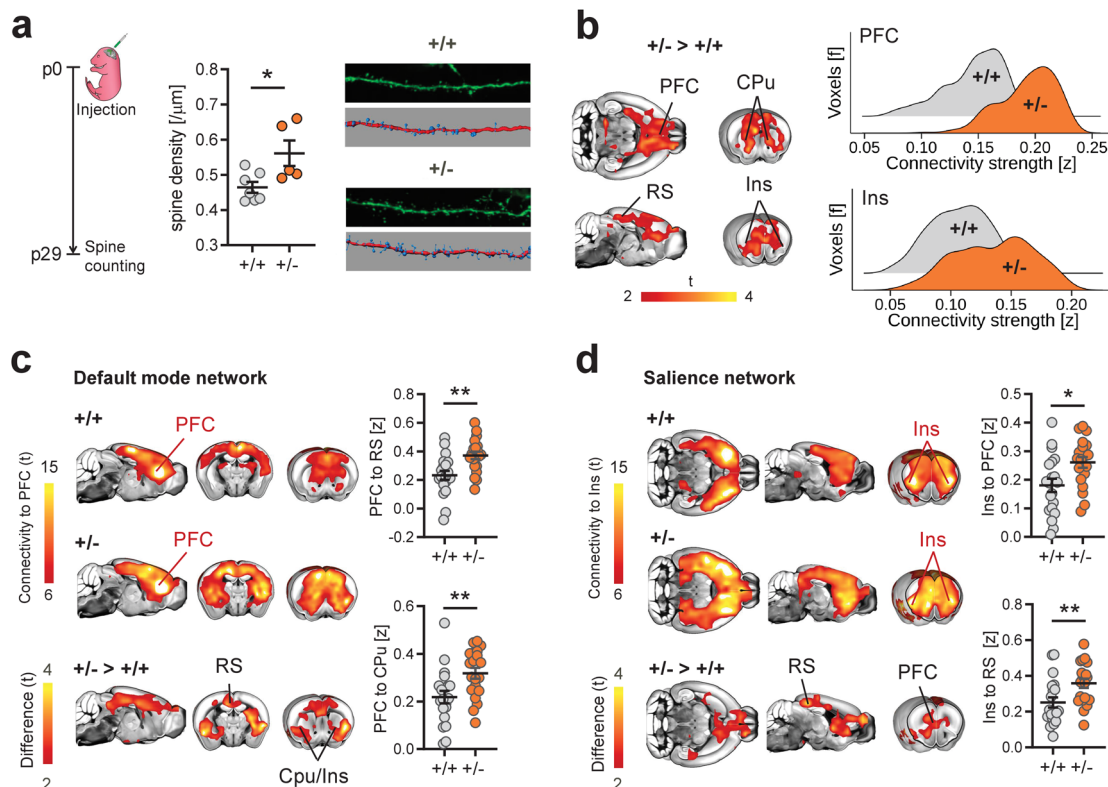 a
p0
Injection
p29
Spine
counting
spine density [/µm]
0.8
0.7
0.6
0.5
0.4
0.3
*
+/+
+/-
+/+
+/-
b
+/- > +/+
PFC
CPu
RS
Ins
t
2
4
PFC
Voxels [f]
+/+
+/-
0.05
0.10
0.15
0.20
0.25
Connectivity strength [z]
Ins
Voxels [f]
+/+
+/-
0.05
0.10
0.15
0.20
Connectivity strength [z]
c
Default mode network
+/+
PFC
15
Connectivity to PFC (t)
6
+/-
PFC
+/- > +/+
4
Difference (t)
2
RS
Cpu/Ins
**
PFC to RS [z]
0.8
0.6
0.4
0.2
0.0
-0.2
+/+
+/-
**
PFC to CPu [z]
0.6
0.4
0.2
0.0
+/+
+/-
d
Salience network
+/+
Ins
15
Connectivity to Ins (t)
6
+/-
Ins
+/- > +/+
4
Difference (t)
2
RS
PFC
*
Ins to PFC [z]
0.5
0.4
0.3
0.2
0.1
0
+/+
+/-
**
Ins to RS [z]
0.8
0.6
0.4
0.2
0.0
+/+
+/-